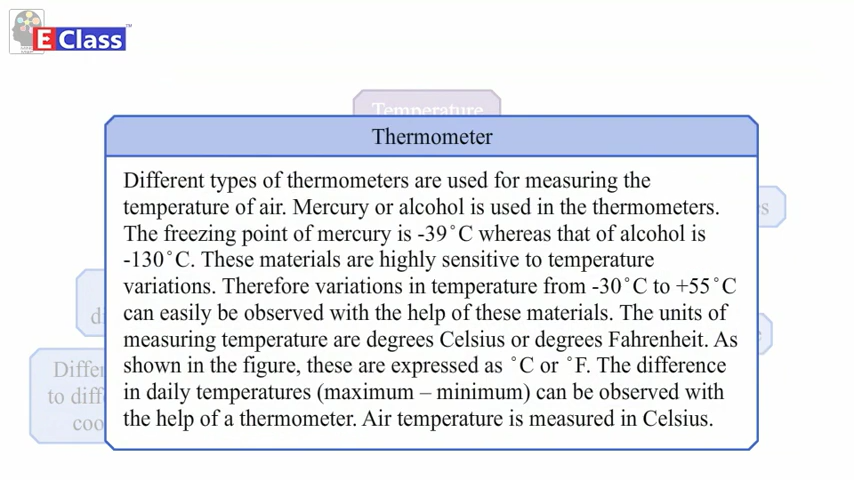 E Class
Temperature
Thermometer
Different types of thermometers are used for measuring the
temperature of air. Mercury or alcohol is used in the thermometers.
The freezing point of mercury is -39°C whereas that of alcohol is
-130°C. These materials are highly sensitive to temperature
variations. Therefore variations in temperature from -30°C to +55°C
can easily be observed with the help of these materials. The units of
measuring temperature are degrees Celsius or degrees Fahrenheit. As
shown in the figure, these are expressed as °C or °F. The difference
in daily temperatures (maximum – minimum) can be observed with
the help of a thermometer. Air temperature is measured in Celsius.